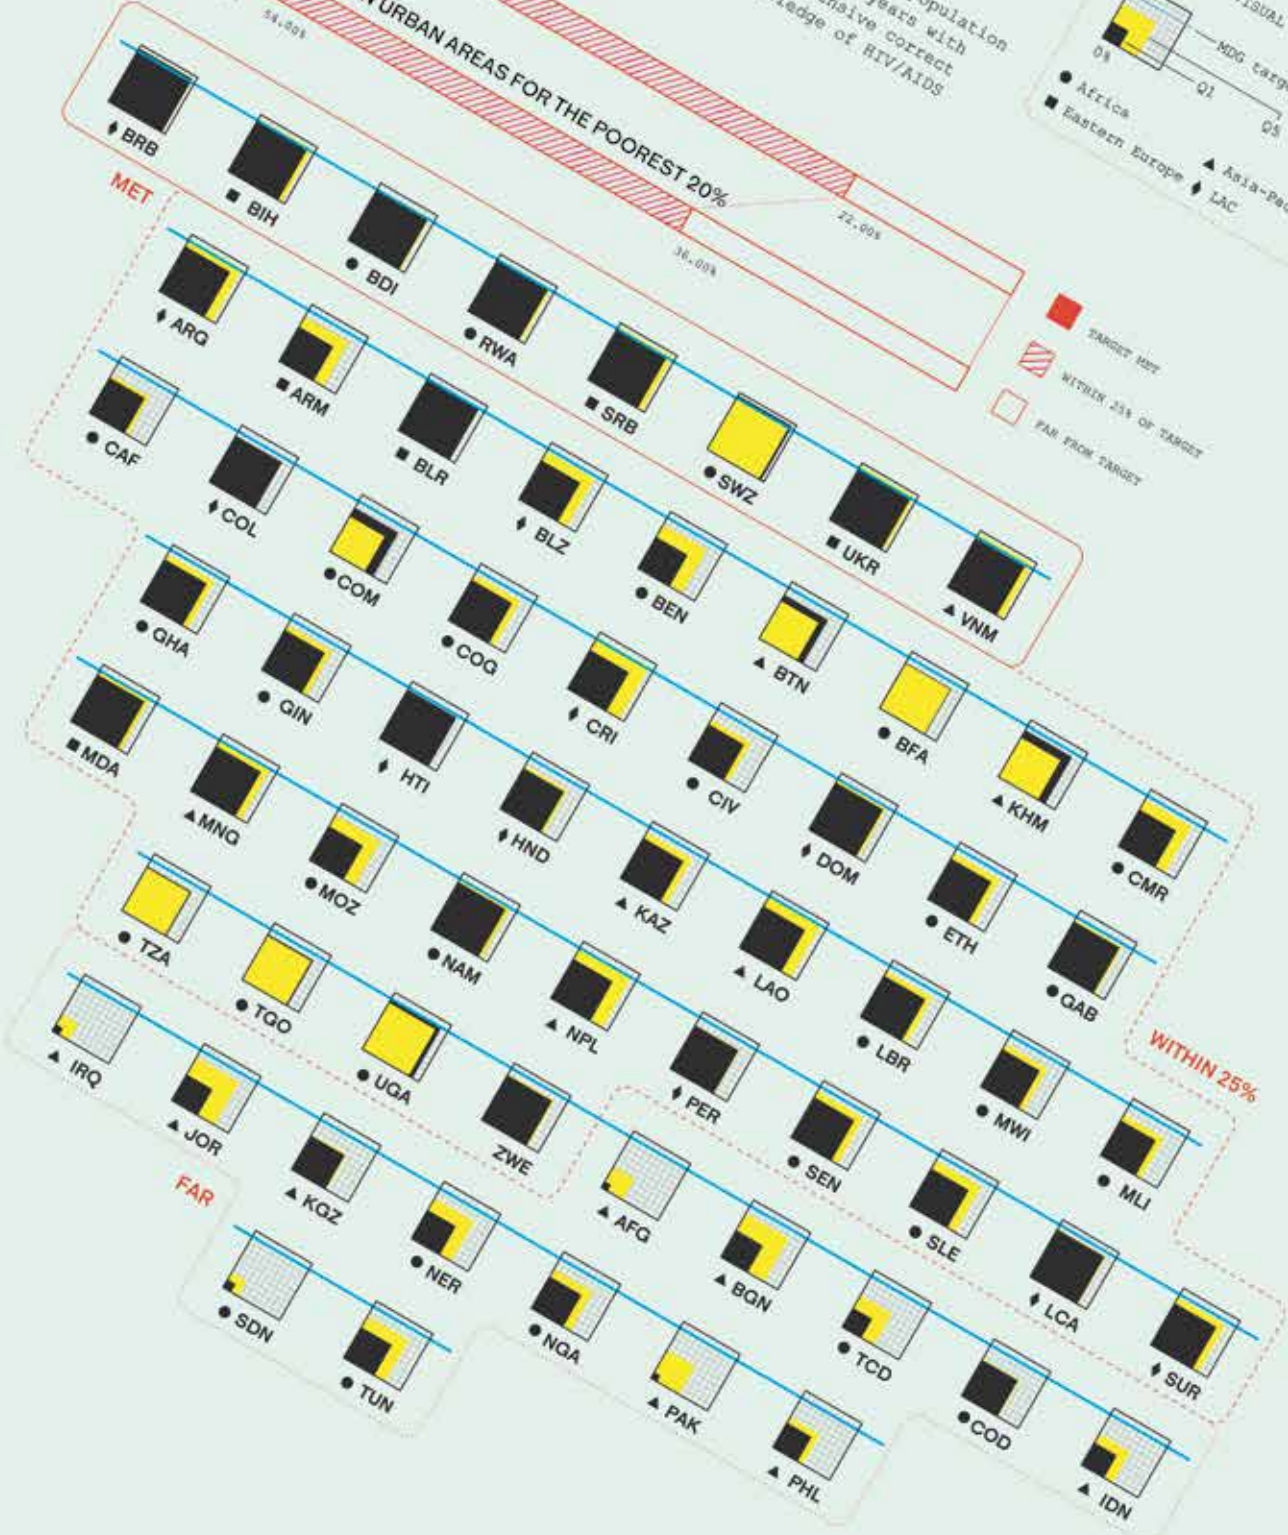 54.00%
URBAN AREAS FOR THE POOREST 20%
opulation
years with
nsive correct
ledge of HIV/AIDS
22.00%
36.00%
MDG targe
0%
Q1
Africa
Eastern Europe
LAC
TARGET MET
WITHIN 25% OF TARGET
FAR FROM TARGET
MET
BRB
BIH
BDI
RWA
SRB
SWZ
UKR
VNM
ARG
ARM
BLR
BLZ
BEN
BTN
BFA
KHM
CMR
CAF
COL
COM
COG
CRI
CIV
DOM
ETH
GAB
WITHIN 25%
GHA
GIN
HTI
HND
KAZ
LAO
LBR
MWI
MLI
MDA
MNG
MOZ
NAM
NPL
PER
SEN
SLE
LCA
SUR
TZA
TGO
UGA
ZWE
AFG
BGN
TCD
COD
IDN
FAR
IRQ
JOR
KGZ
NER
NGA
PAK
PHL
SDN
TUN